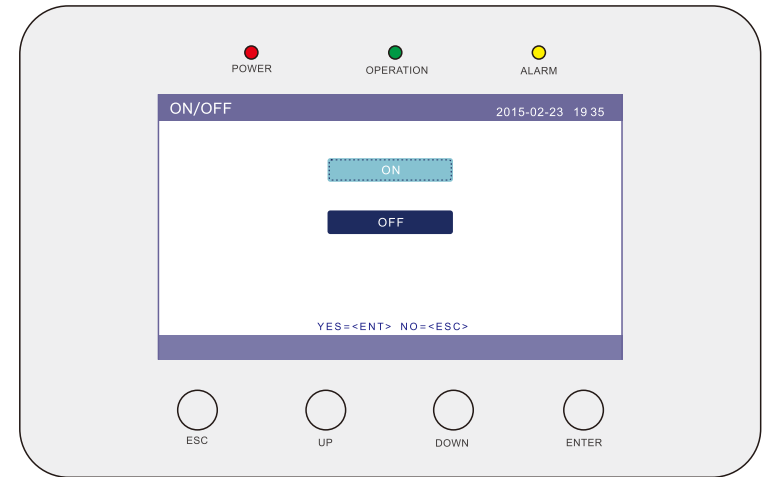 POWER OPERATION ALARM
ON/OFF 2015-02-23 19 35
ON
OFF
YES=<ENT> NO=<ESC>
ESC UP DOWN ENTER